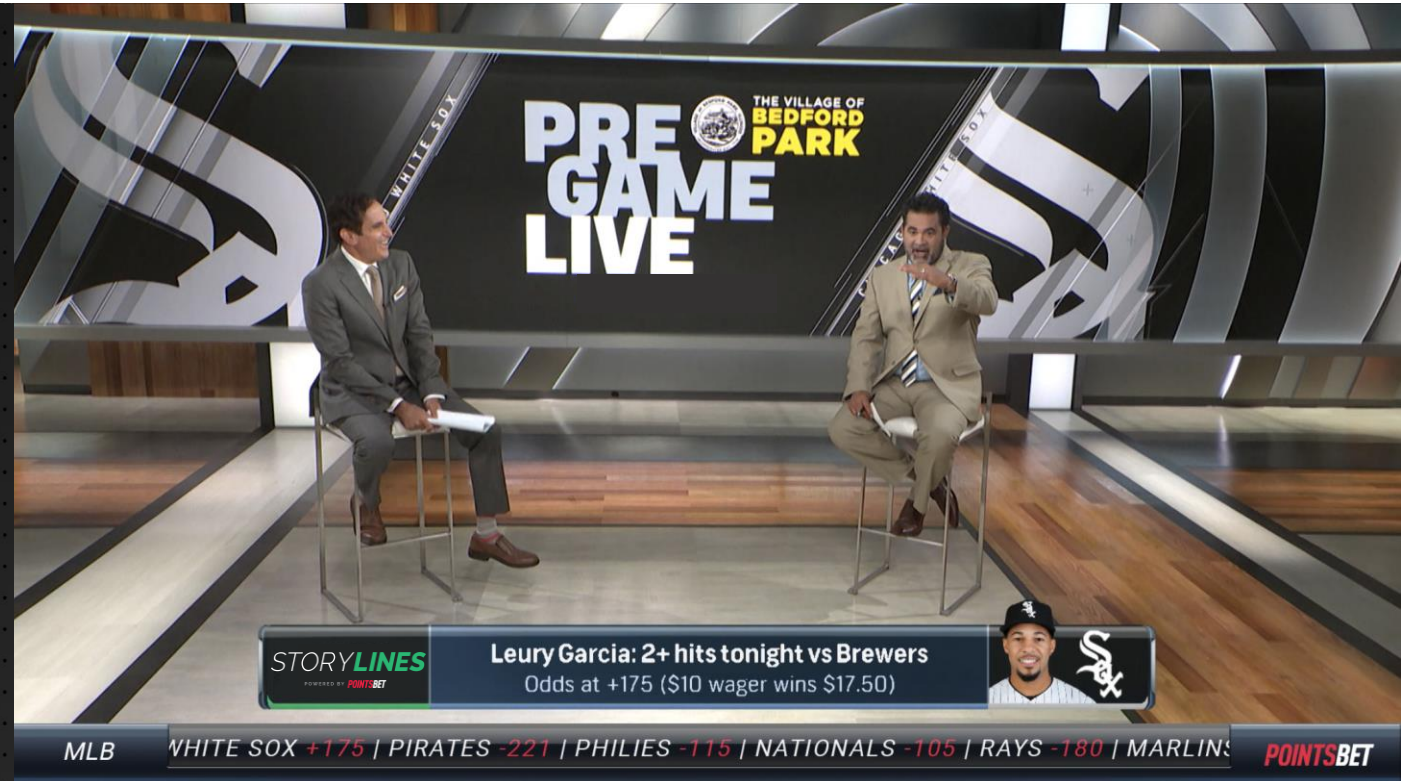 WHITE SOX
PRE
GAME
LIVE
THE VILLAGE OF
BEDFORD
PARK
STORYLINES
POWERED BY POINTSBET
Leury Garcia: 2+ hits tonight vs Brewers
Odds at +175 ($10 wager wins $17.50)
Sox
MLB
WHITE SOX +175 | PIRATES -221 | PHILIES -115 | NATIONALS -105 | RAYS -180 | MARLINS
POINTSBET